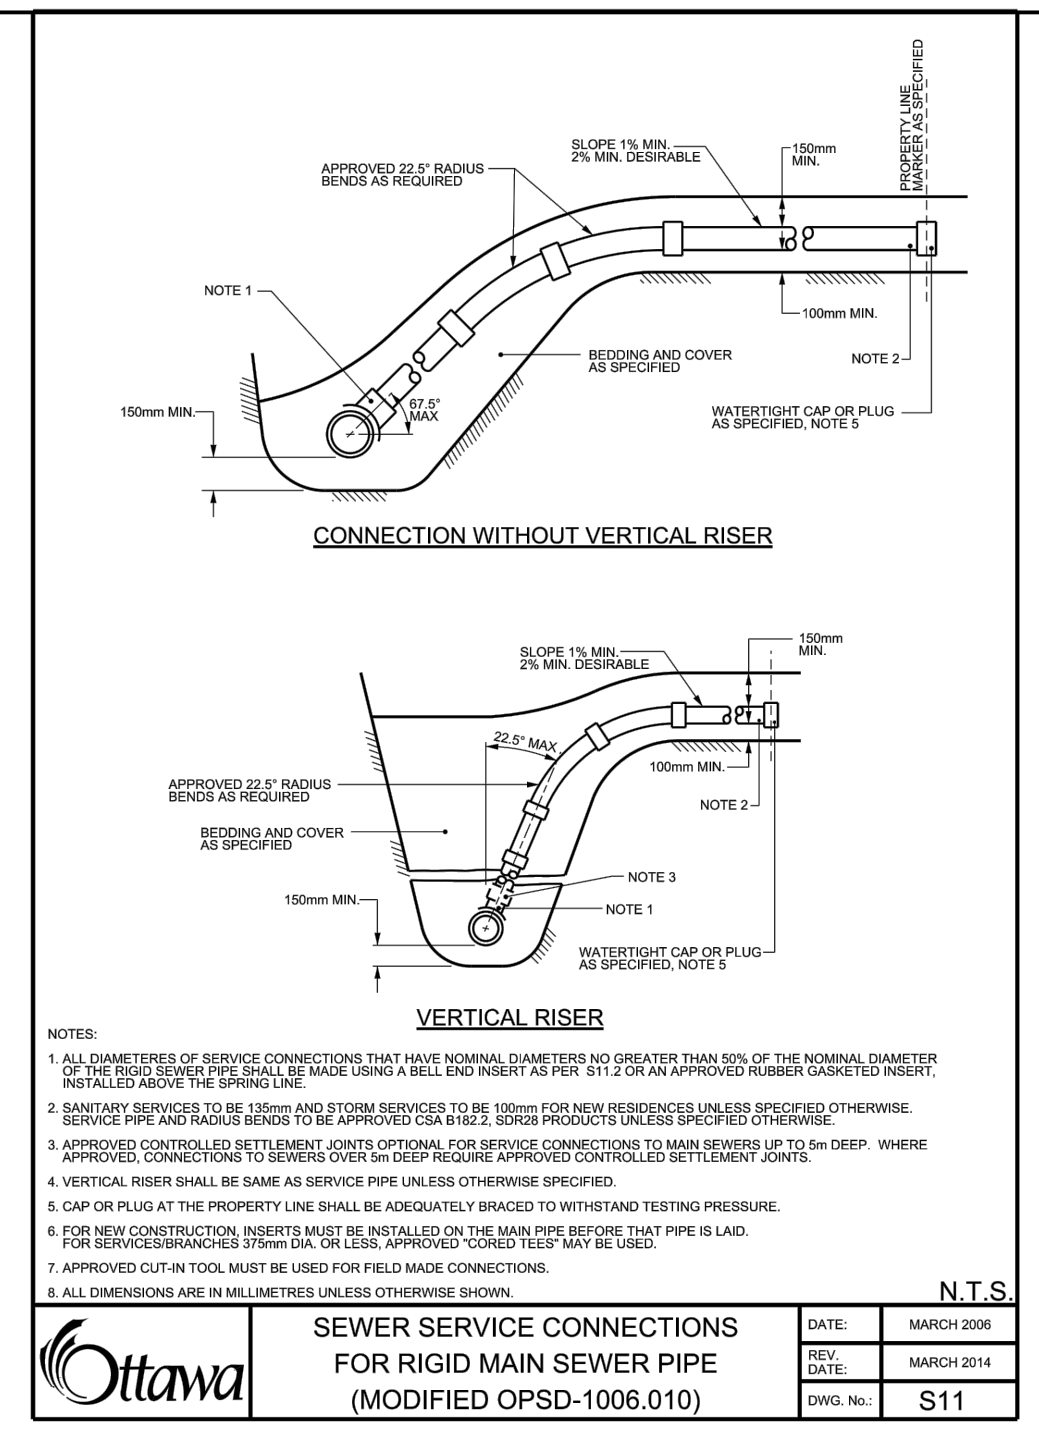 PROPERTY LINE
MARKER AS SPECIFIED
SLOPE 1% MIN.
2% MIN. DESIRABLE
150mm
MIN.
APPROVED 22.5° RADIUS
BENDS AS REQUIRED
NOTE 1
100mm MIN.
BEDDING AND COVER
AS SPECIFIED
NOTE 2
150mm MIN.
67.5°
MAX
WATERTIGHT CAP OR PLUG
AS SPECIFIED, NOTE 5
CONNECTION WITHOUT VERTICAL RISER
150mm
MIN.
SLOPE 1% MIN.
2% MIN. DESIRABLE
22.5° MAX.
100mm MIN.
APPROVED 22.5° RADIUS
BENDS AS REQUIRED
NOTE 2
BEDDING AND COVER
AS SPECIFIED
NOTE 3
150mm MIN.
NOTE 1
WATERTIGHT CAP OR PLUG
AS SPECIFIED, NOTE 5
VERTICAL RISER
NOTES:
1. ALL DIAMETERES OF SERVICE CONNECTIONS THAT HAVE NOMINAL DIAMETERS NO GREATER THAN 50% OF THE NOMINAL DIAMETER
OF THE RIGID SEWER PIPE SHALL BE MADE USING A BELL END INSERT AS PER S11.2 OR AN APPROVED RUBBER GASKETED INSERT,
INSTALLED ABOVE THE SPRING LINE.
2. SANITARY SERVICES TO BE 135mm AND STORM SERVICES TO BE 100mm FOR NEW RESIDENCES UNLESS SPECIFIED OTHERWISE.
SERVICE PIPE AND RADIUS BENDS TO BE APPROVED CSA B182.2, SDR28 PRODUCTS UNLESS SPECIFIED OTHERWISE.
3. APPROVED CONTROLLED SETTLEMENT JOINTS OPTIONAL FOR SERVICE CONNECTIONS TO MAIN SEWERS UP TO 5m DEEP. WHERE
APPROVED, CONNECTIONS TO SEWERS OVER 5m DEEP REQUIRE APPROVED CONTROLLED SETTLEMENT JOINTS.
4. VERTICAL RISER SHALL BE SAME AS SERVICE PIPE UNLESS OTHERWISE SPECIFIED.
5. CAP OR PLUG AT THE PROPERTY LINE SHALL BE ADEQUATELY BRACED TO WITHSTAND TESTING PRESSURE.
6. FOR NEW CONSTRUCTION, INSERTS MUST BE INSTALLED ON THE MAIN PIPE BEFORE THAT PIPE IS LAID.
FOR SERVICES/BRANCHES 375mm DIA. OR LESS, APPROVED "CORED TEES" MAY BE USED.
7. APPROVED CUT-IN TOOL MUST BE USED FOR FIELD MADE CONNECTIONS.
8. ALL DIMENSIONS ARE IN MILLIMETRES UNLESS OTHERWISE SHOWN.
N.T.S.
Ottawa
SEWER SERVICE CONNECTIONS
FOR RIGID MAIN SEWER PIPE
(MODIFIED OPSD-1006.010)
DATE: MARCH 2006
REV.
DATE: MARCH 2014
DWG. No.: S11